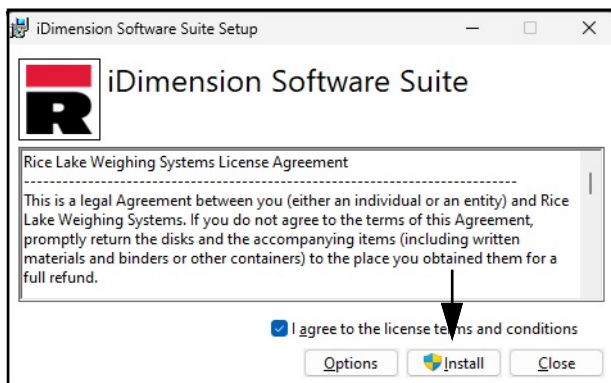 iDimension Software Suite Setup
iDimension Software Suite
Rice Lake Weighing Systems License Agreement
--------------------------------------------------------------------------------
This is a legal Agreement between you (either an individual or an entity) and Rice
Lake Weighing Systems. If you do not agree to the terms of this Agreement,
promptly return the disks and the accompanying items (including written
materials and binders or other containers) to the place you obtained them for a
full refund.
I agree to the license terms and conditions
Options Install Close